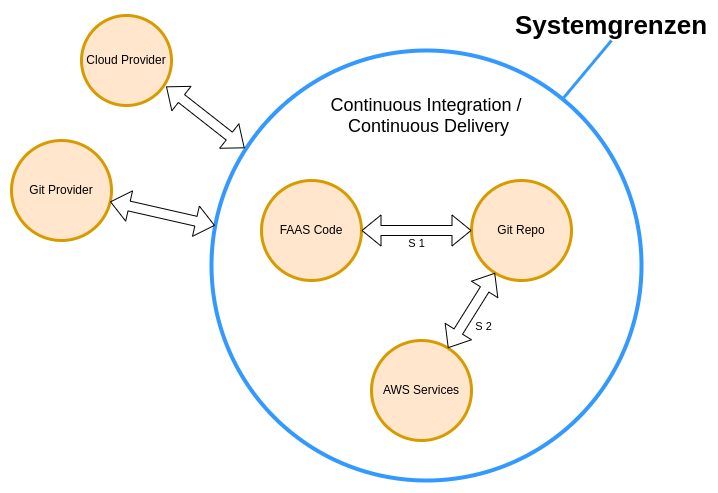 Systemgrenzen
Cloud Provider
Continuous Integration /
Continuous Delivery
Git Provider
FAAS Code
S 1
Git Repo
S 2
AWS Services